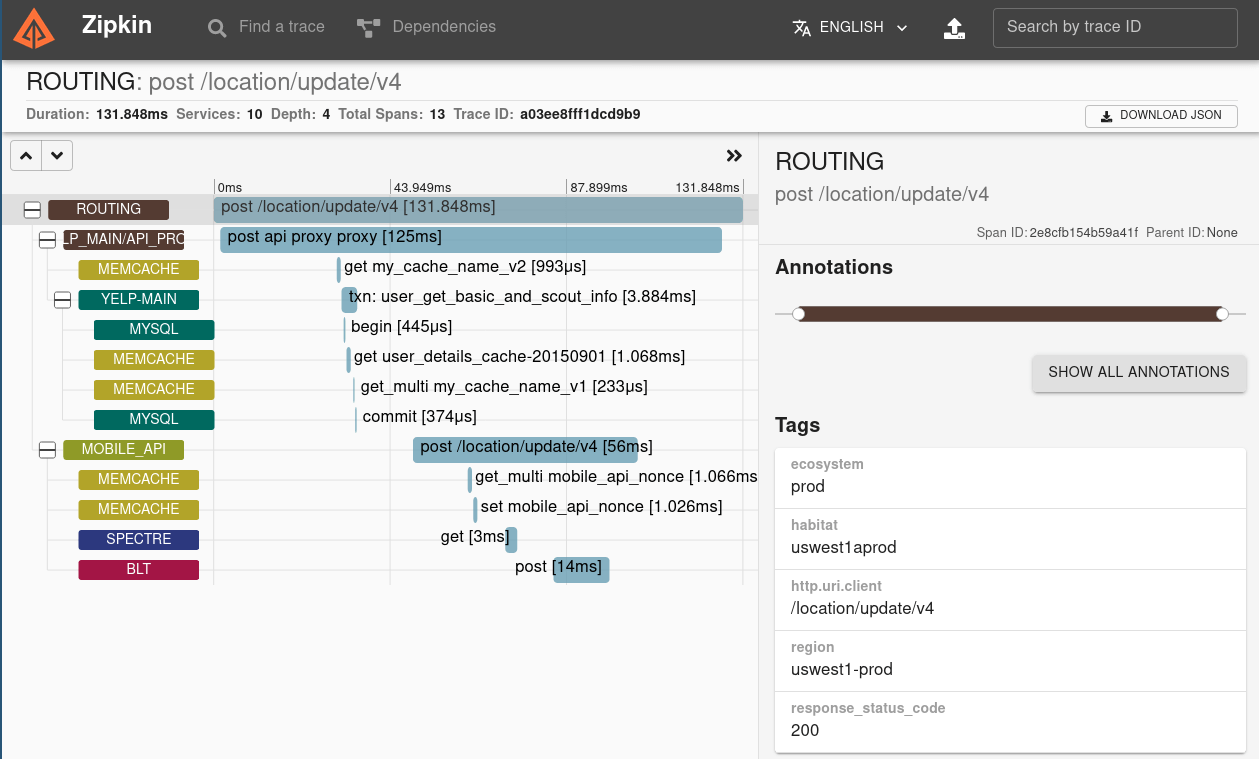 Zipkin Find a trace Dependencies ENGLISH Search by trace ID
ROUTING: post /location/update/v4
Duration: 131.848ms Services: 10 Depth: 4 Total Spans: 13 Trace ID: a03ee8fff1dcd9b9 DOWNLOAD JSON
0ms 43.949ms 87.899ms 131.848ms
ROUTING post /location/update/v4 [131.848ms]
LP_MAIN/API_PRO post api proxy proxy [125ms]
MEMCACHE get my_cache_name_v2 [993µs]
YELP-MAIN txn: user_get_basic_and_scout_info [3.884ms]
MYSQL begin [445µs]
MEMCACHE get user_details_cache-20150901 [1.068ms]
MEMCACHE get_multi my_cache_name_v1 [233µs]
MYSQL commit [374µs]
MOBILE_API post /location/update/v4 [56ms]
MEMCACHE get_multi mobile_api_nonce [1.066ms
MEMCACHE set mobile_api_nonce [1.026ms]
SPECTRE get [3ms]
BLT post [14ms]
ROUTING
post /location/update/v4
Span ID: 2e8cfb154b59a41f Parent ID: None
Annotations
SHOW ALL ANNOTATIONS
Tags
ecosystem
prod
habitat
uswest1aprod
http.uri.client
/location/update/v4
region
uswest1-prod
response_status_code
200